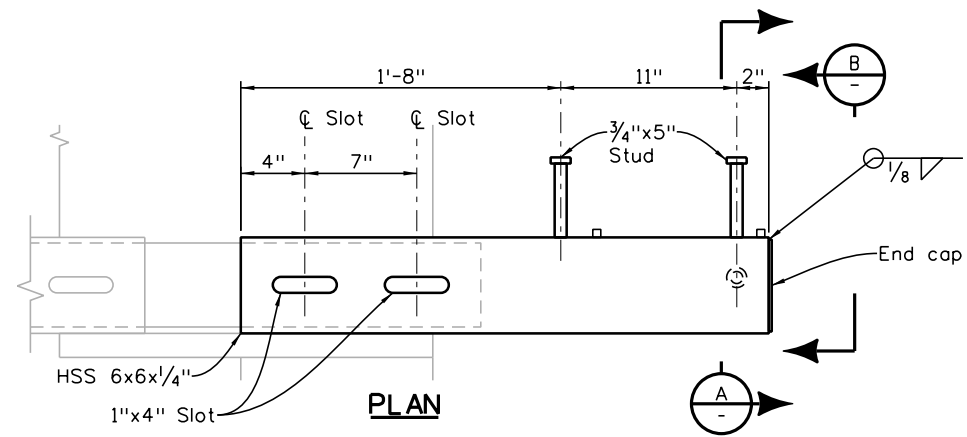 B
-
1'-8"
11"
2"
℄ Slot
℄ Slot
3/4"x5"
Stud
4"
7"
1/8
End cap
HSS 6x6x1/4"
1"x4" Slot
PLAN
A
-